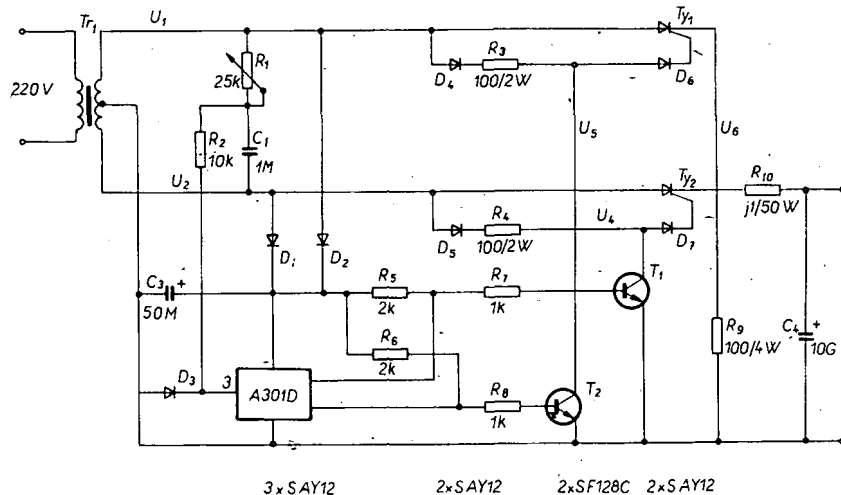 Tr1
U1
Ty1
R1
25k
D4
R3
100/2W
D6
220V
U5
U6
R2
10k
C1
1M
U2
Ty2
R10
j1/50W
D5
R4
100/2W
U4
D7
D1
D2
C3 +
50M
R5
2k
R7
1k
T1
R6
2k
R9
100/4W
C4 +
10G
D3
3
A301D
R8
1k
T2
3xSAY12 2xSAY12 2xSF128C 2xSAY12